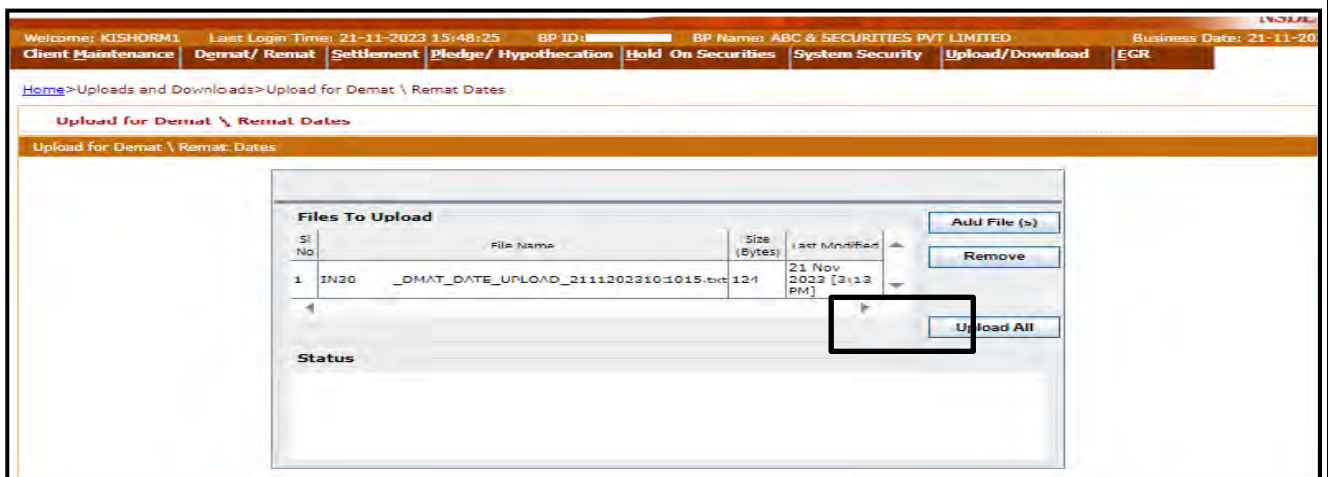 NSDL
Welcome: KISHORM1 Last Login Time: 21-11-2023 15:48:25 BP ID: BP Name: ABC & SECURITIES PVT LIMITED Business Date: 21-11-20
Client Maintenance Demat/ Remat Settlement Pledge/ Hypothecation Hold On Securities System Security Upload/Download EGR
Home>Uploads and Downloads>Upload for Demat \ Remat Dates
Upload for Demat \ Remat Dates
Upload for Demat \ Remat Dates
Files To Upload
Add File (s)
Sl No File Name Size (Bytes) Last Modified
Remove
1 IN30 _DMAT_DATE_UPLOAD_21112023101015.txt 124 21 Nov 2023 [3:13 PM]
Upload All
Status